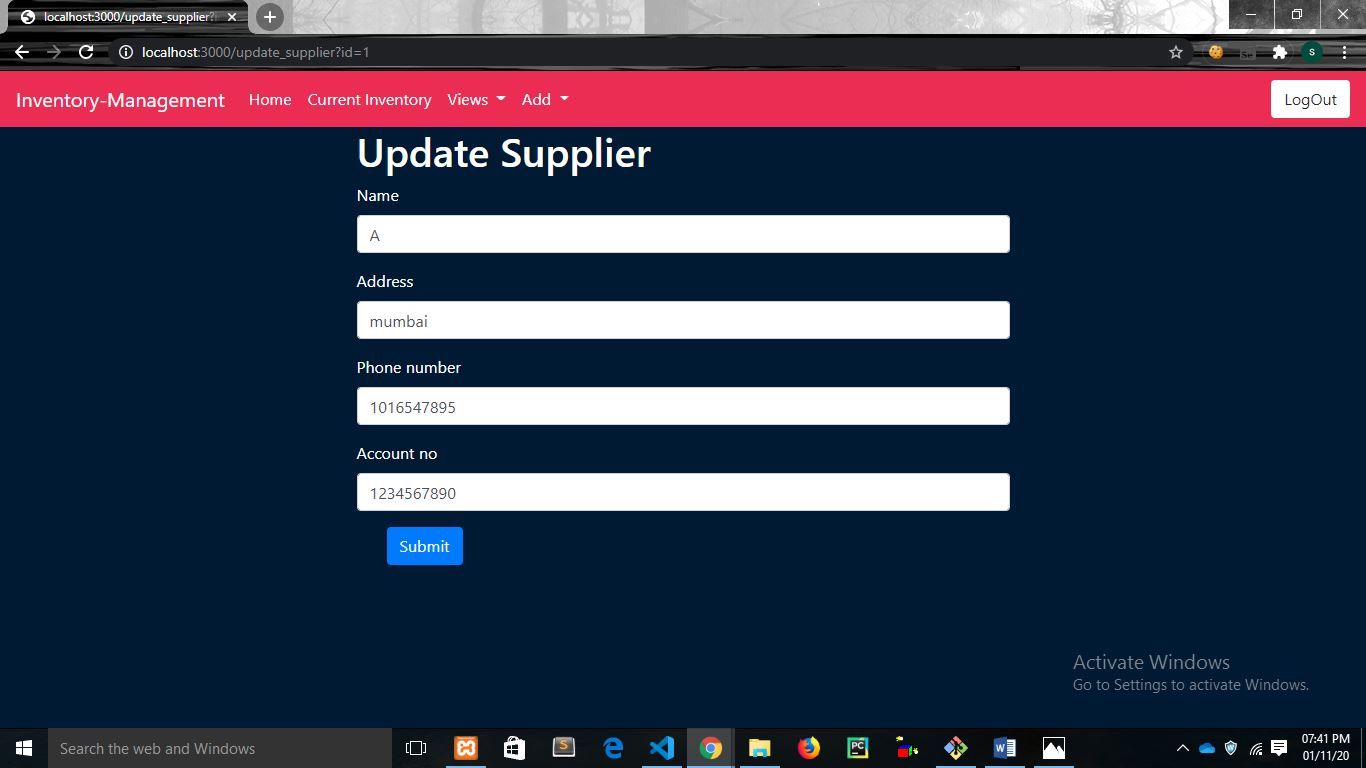 localhost:3000/update_supplier?i
localhost:3000/update_supplier?id=1
Inventory-Management Home Current Inventory Views Add LogOut
Update Supplier
Name
A
Address
mumbai
Phone number
1016547895
Account no
1234567890
Submit
Activate Windows
Go to Settings to activate Windows.
Search the web and Windows
07:41 PM
01/11/20